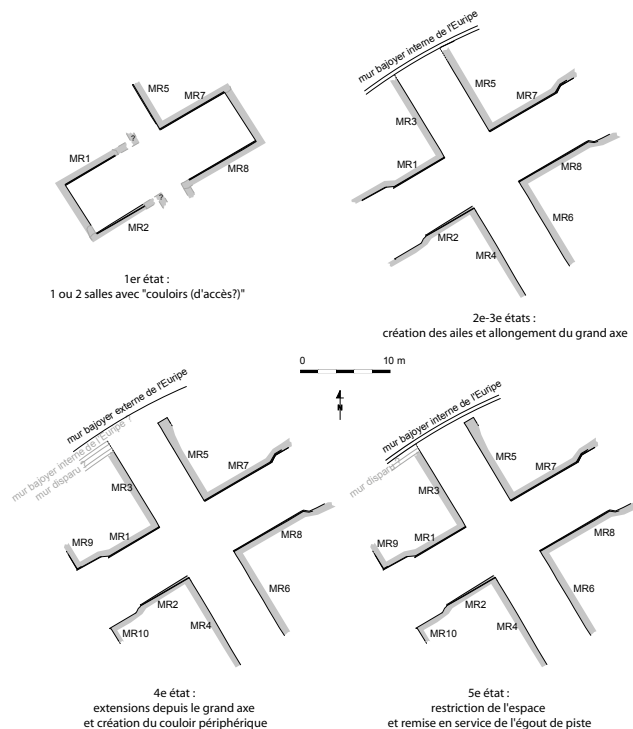 MR5
MR7
MR1
MR8
MR2
1er état :
1 ou 2 salles avec "couloirs (d'accès?)"
mur bajoyer interne de l'Euripe
MR5
MR7
MR3
MR1
MR8
MR6
MR2
MR4
2e-3e états :
création des ailes et allongement du grand axe
0 10 m
N
mur bajoyer externe de l'Euripe
mur bajoyer interne de l'Euripe ?
mur disparu ?
MR5
MR7
MR3
MR9
MR1
MR8
MR6
MR2
MR10
MR4
4e état :
extensions depuis le grand axe
et création du couloir périphérique
mur bajoyer interne de l'Euripe
mur disparu ?
MR5
MR7
MR3
MR9
MR1
MR8
MR6
MR2
MR10
MR4
5e état :
restriction de l'espace
et remise en service de l'égout de piste